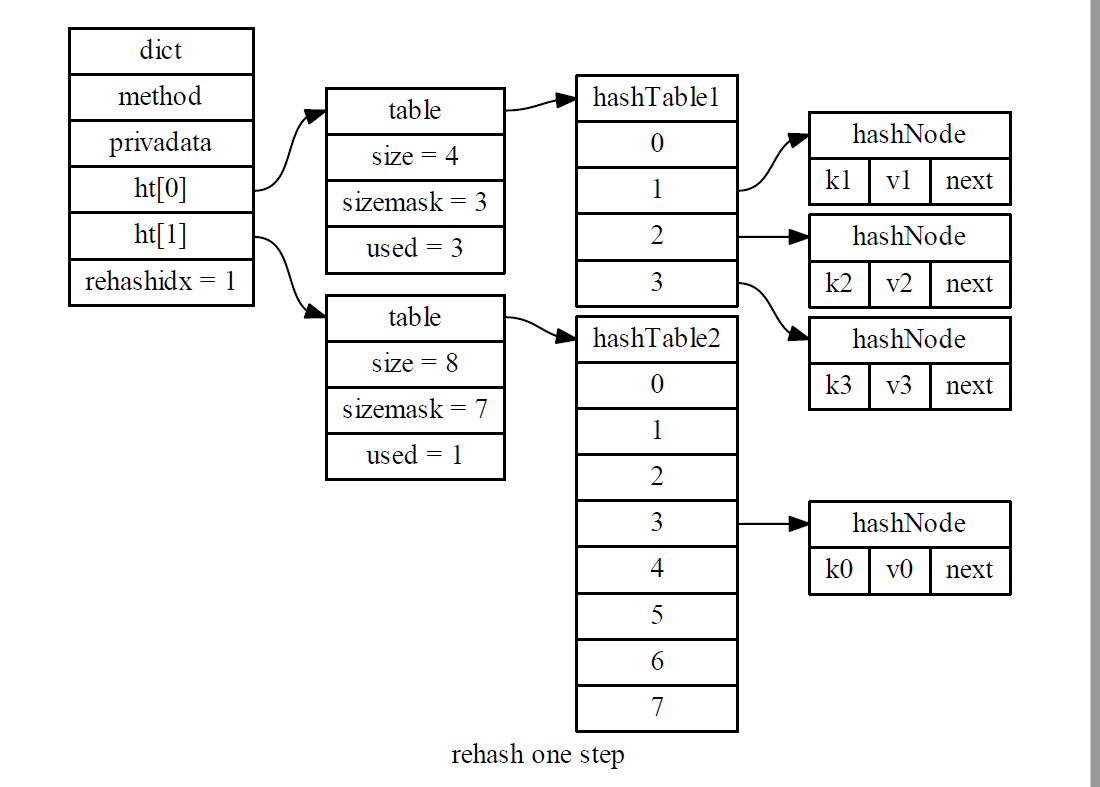 dict
method
privadata
ht[0]
ht[1]
rehashidx = 1
table
size = 4
sizemask = 3
used = 3
table
size = 8
sizemask = 7
used = 1
hashTable1
0
1
2
3
hashTable2
0
1
2
3
4
5
6
7
hashNode
k1 v1 next
hashNode
k2 v2 next
hashNode
k3 v3 next
hashNode
k0 v0 next
rehash one step